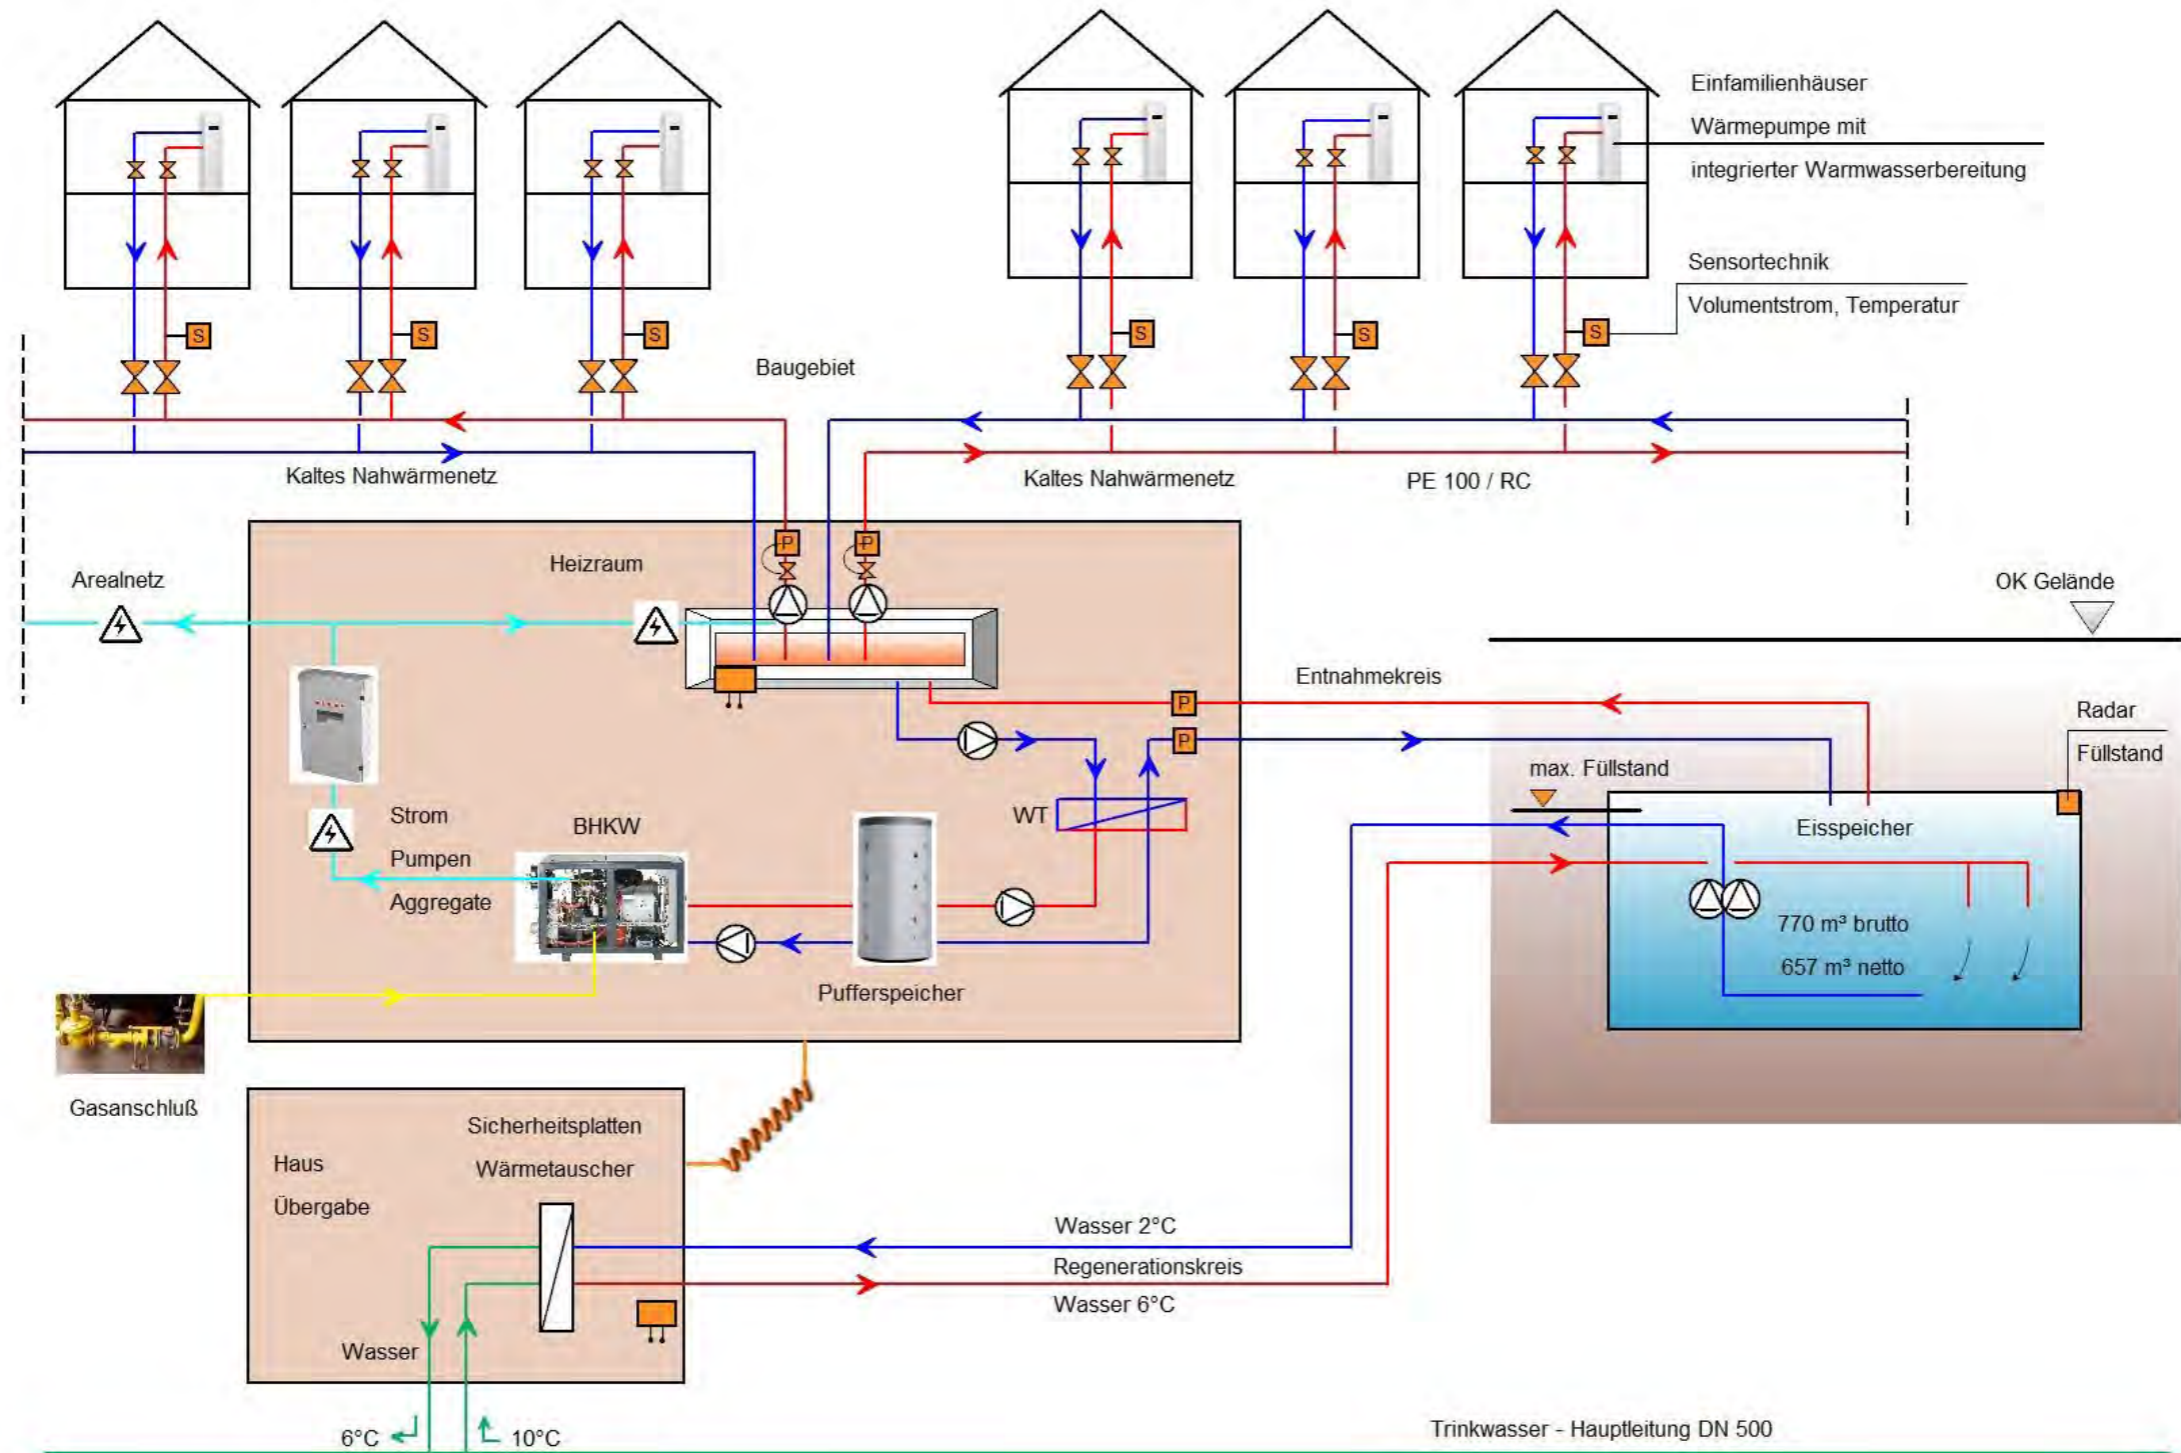 Einfamilienhäuser
Wärmepumpe mit
integrierter Warmwasserbereitung
Sensortechnik
Volumentstrom, Temperatur
S
S
S
S
S
S
Baugebiet
Kaltes Nahwärmenetz
Kaltes Nahwärmenetz
PE 100 / RC
Arealnetz
Heizraum
P
P
OK Gelände
Entnahmekreis
P
P
Radar
Füllstand
max. Füllstand
Eisspeicher
770 m³ brutto
657 m³ netto
Strom
Pumpen
Aggregate
BHKW
WT
Pufferspeicher
Gasanschluß
Haus
Übergabe
Sicherheitsplatten
Wärmetauscher
Wasser 2°C
Regenerationskreis
Wasser 6°C
Wasser
6°C
10°C
Trinkwasser - Hauptleitung DN 500